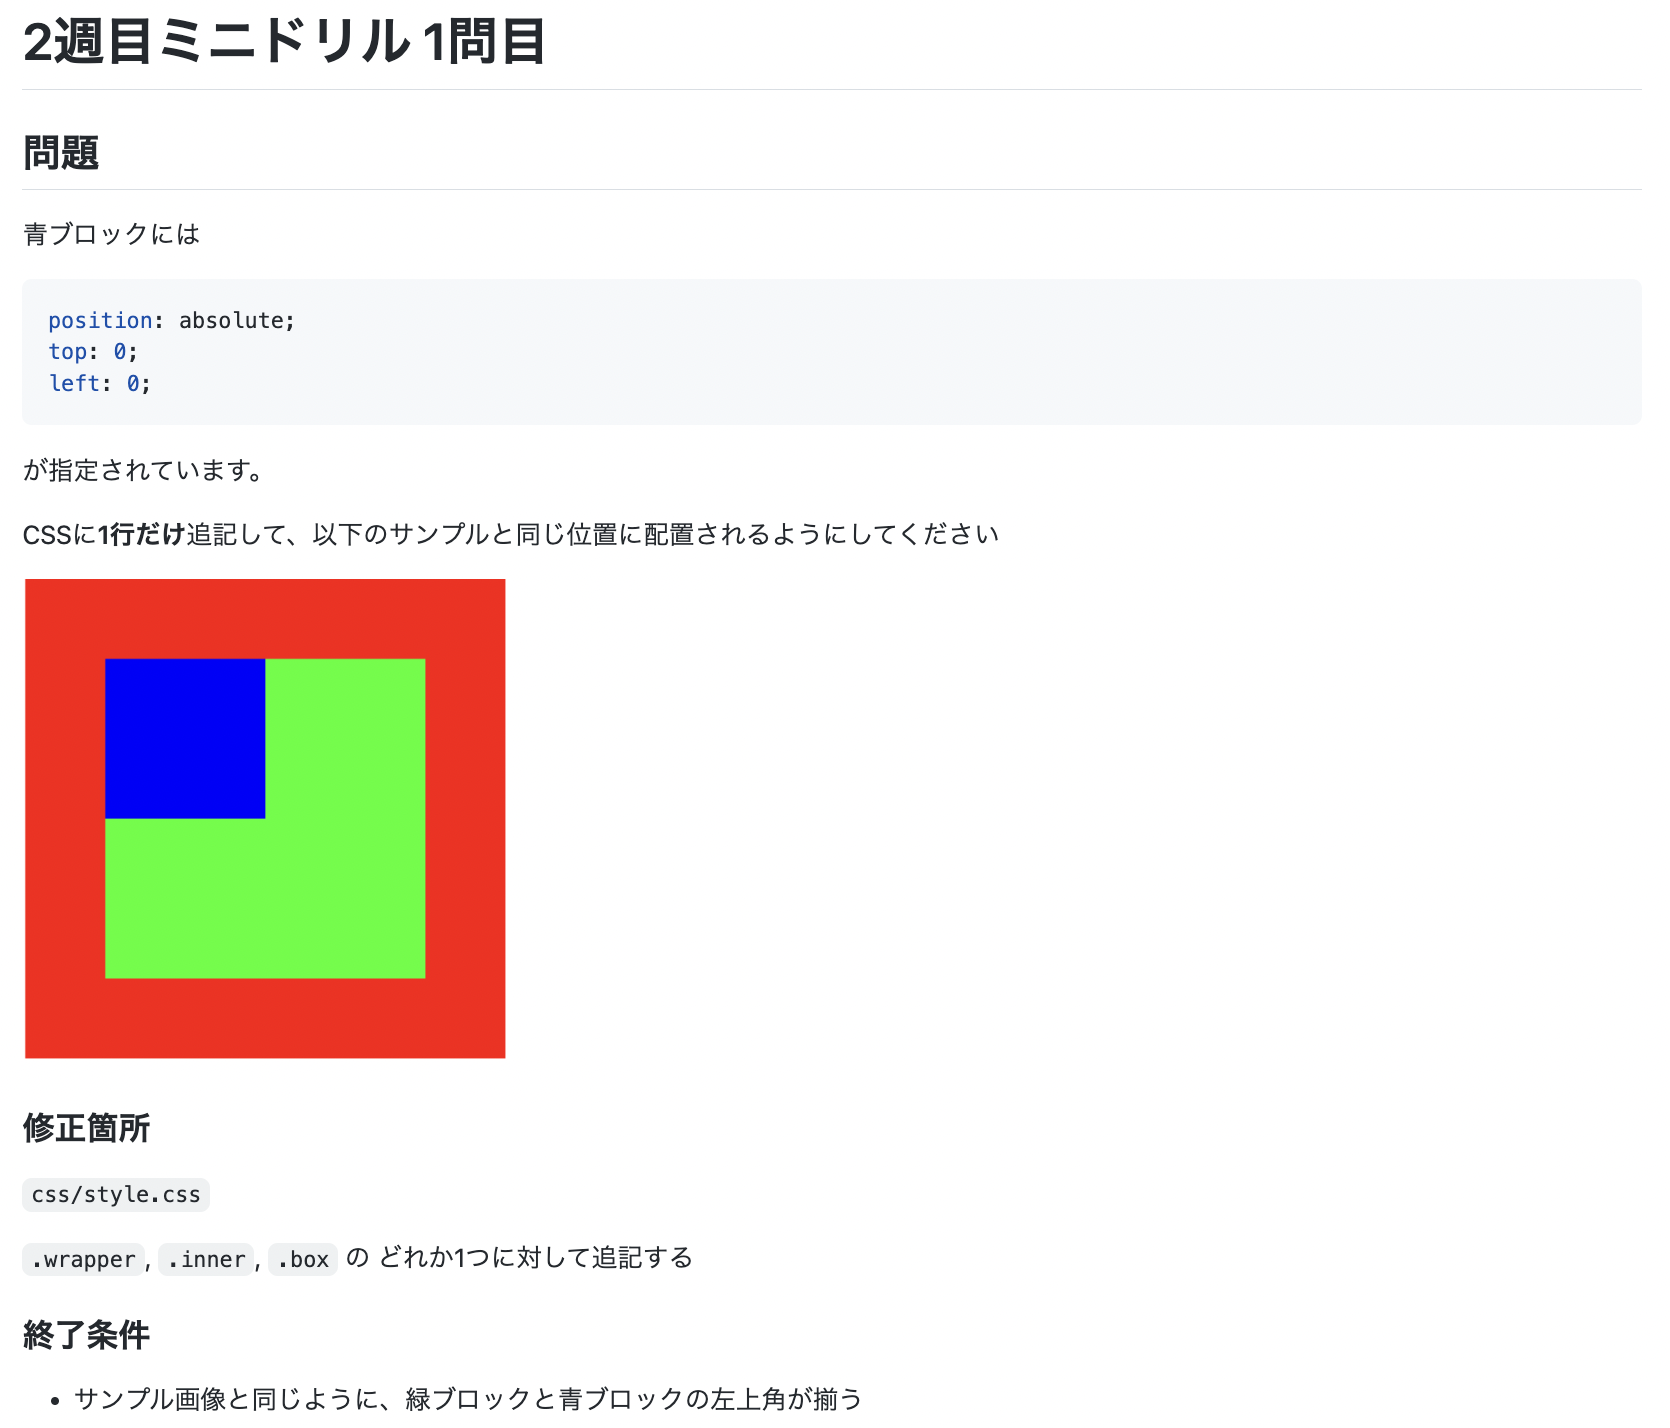 2週目ミニドリル 1問目
問題
青ブロックには
position: absolute;
top: 0;
left: 0;
が指定されています。
CSSに1行だけ追記して、以下のサンプルと同じ位置に配置されるようにしてください
修正箇所
css/style.css
.wrapper, .inner, .box の どれか1つに対して追記する
終了条件
• サンプル画像と同じように、緑ブロックと青ブロックの左上角が揃う